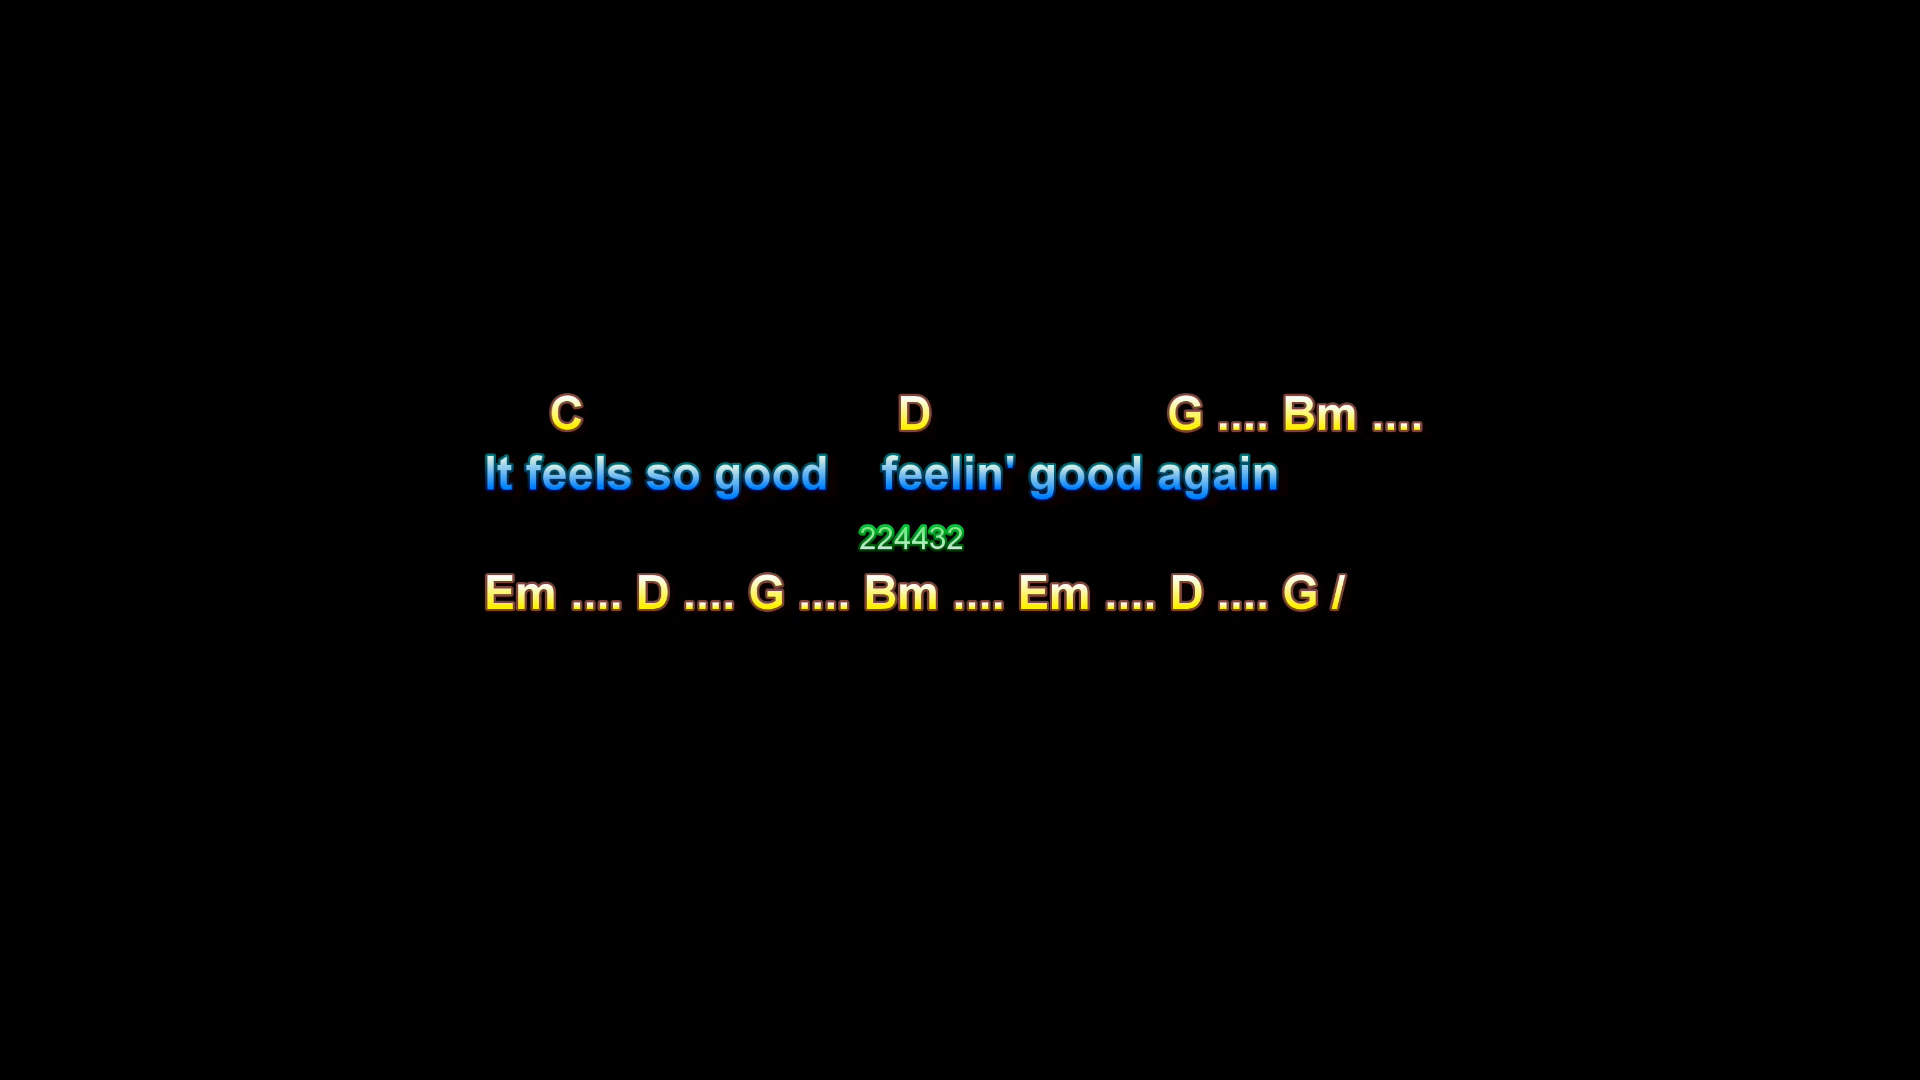 C D G .... Bm ....
It feels so good feelin' good again
224432
Em .... D .... G .... Bm .... Em .... D .... G /